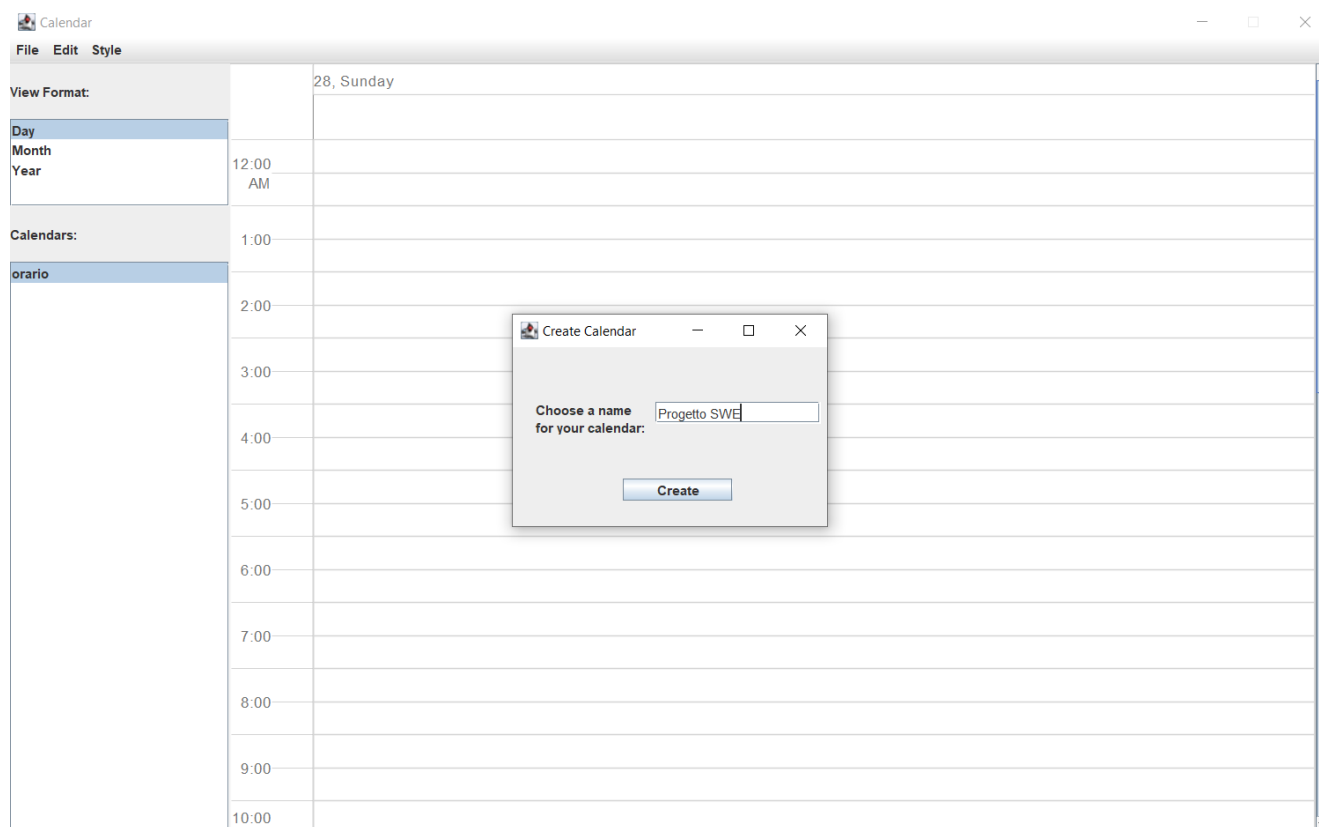 Calendar
File Edit Style
View Format:
Day
Month
Year
Calendars:
orario
28, Sunday
12:00
AM
1:00
2:00
3:00
4:00
5:00
6:00
7:00
8:00
9:00
10:00
Create Calendar
Choose a name
for your calendar:
Progetto SWE
Create